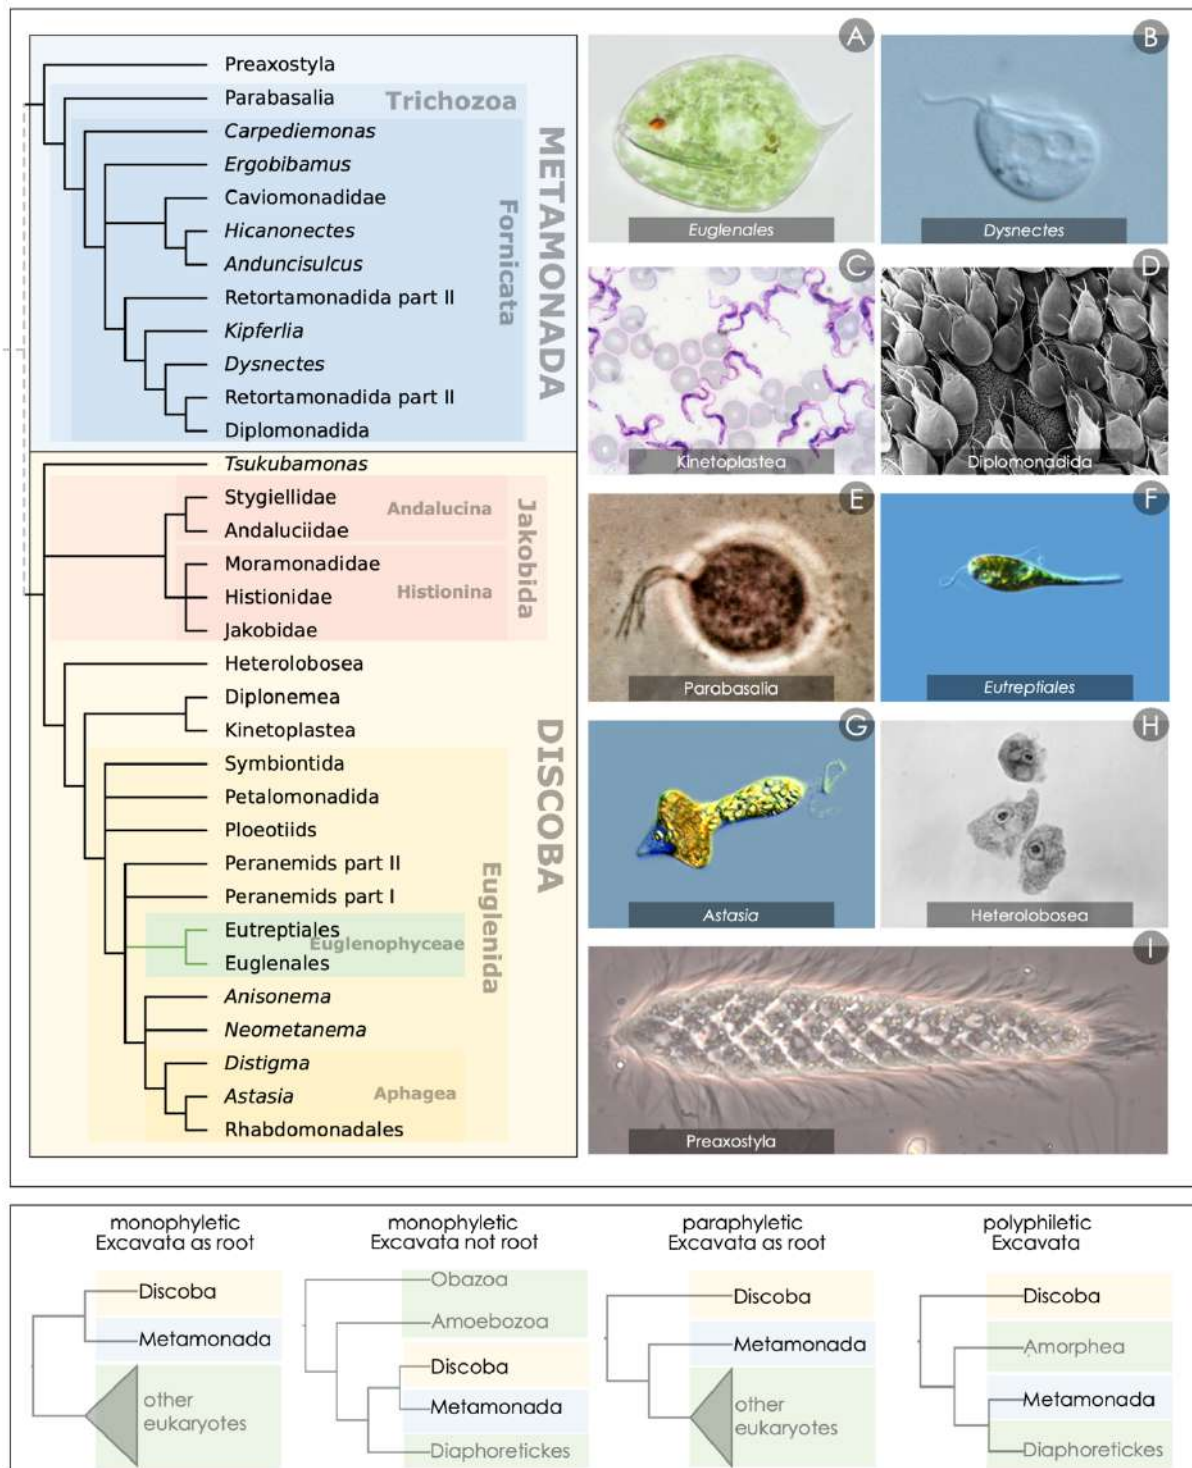 Preaxostyla
Parabasalia
Trichozoa
Carpediemonas
Ergobibamus
Caviomonadidae
Hicanonectes
Anduncisulcus
Retortamonadida part II
Kipferlia
Dysnectes
Retortamonadida part II
Diplomonadida
Fornicata
METAMONADA
Tsukubamonas
Stygiellidae
Andaluciidae
Andalucina
Moramonadidae
Histionidae
Histionina
Jakobidae
Jakobida
Heterolobosea
Diplonemea
Kinetoplastea
Symbiontida
Petalomonadida
Ploeotiids
Peranemids part II
Peranemids part I
Eutreptiales
Euglenophyceae
Euglenales
Anisonema
Neometanema
Distigma
Astasia
Aphagea
Rhabdomonadales
Euglenida
DISCOBA
A
Euglenales
B
Dysnectes
C
Kinetoplastea
D
Diplomonadida
E
Parabasalia
F
Eutreptiales
G
Astasia
H
Heterolobosea
I
Preaxostyla
monophyletic
Excavata as root
Discoba
Metamonada
other
eukaryotes
monophyletic
Excavata not root
Obazoa
Amoebozoa
Discoba
Metamonada
Diaphoretickes
paraphyletic
Excavata as root
Discoba
Metamonada
other
eukaryotes
polyphiletic
Excavata
Discoba
Amorphea
Metamonada
Diaphoretickes